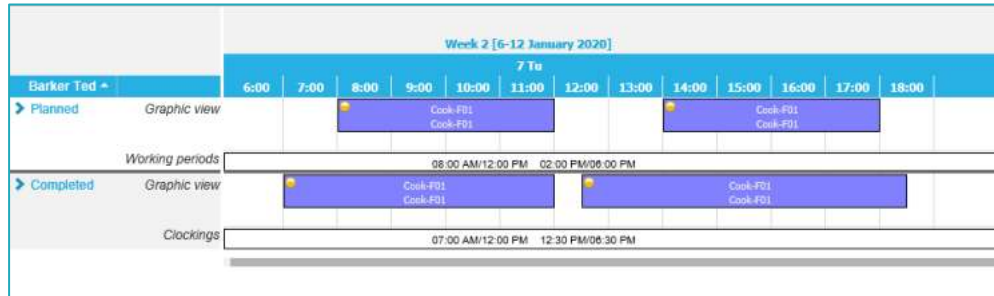 Week 2 [6-12 January 2020]
7 Tu
Barker Ted 6:00 7:00 8:00 9:00 10:00 11:00 12:00 13:00 14:00 15:00 16:00 17:00 18:00
Planned Graphic view Cook-F01 Cook-F01
Cook-F01 Cook-F01
Working periods 08:00 AM/12:00 PM 02:00 PM/06:00 PM
Completed Graphic view Cook-F01 Cook-F01
Cook-F01 Cook-F01
Clockings 07:00 AM/12:00 PM 12:30 PM/06:30 PM